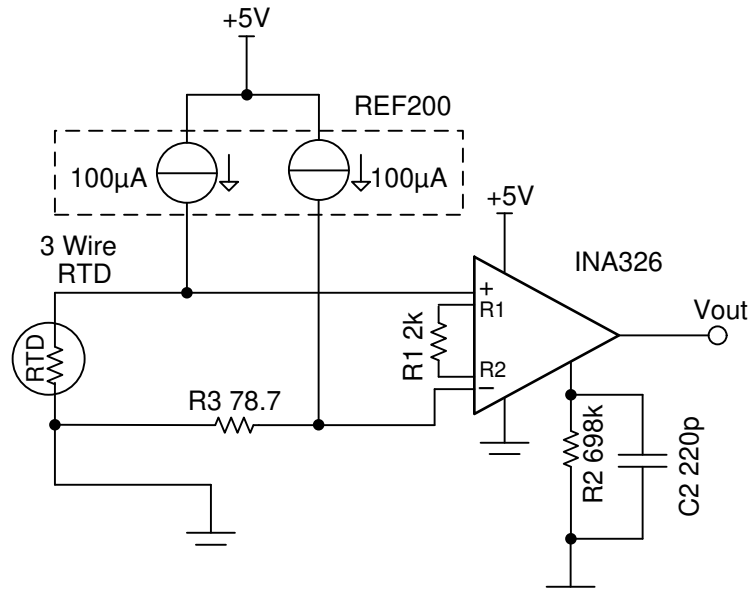 +5V
REF200
100µA
100µA
+5V
3 Wire
RTD
INA326
+
R1
R1 2k
R2
−
Vout
RTD
R3 78.7
R2 698k
C2 220p